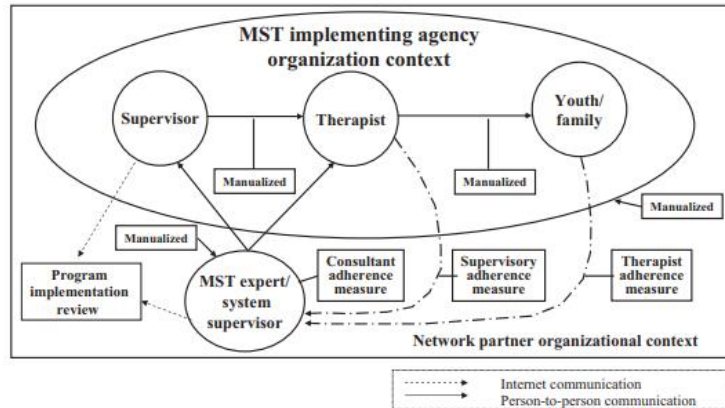 MST implementing agency
organization context
Supervisor
Therapist
Youth/
family
Manualized
Manualized
Manualized
Manualized
Program
implementation
review
MST expert/
system
supervisor
Consultant
adherence
measure
Supervisory
adherence
measure
Therapist
adherence
measure
Network partner organizational context
Internet communication
Person-to-person communication